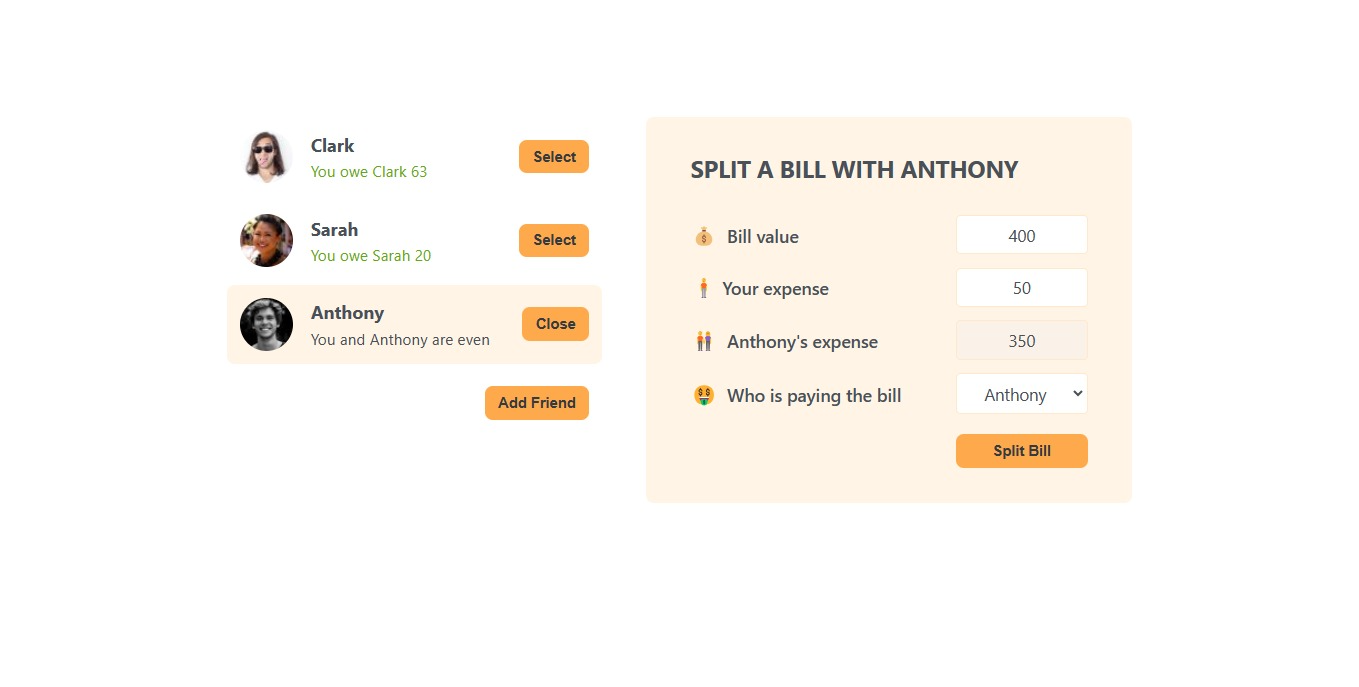 Clark
You owe Clark 63
Select
Sarah
You owe Sarah 20
Select
Anthony
You and Anthony are even
Close
Add Friend
SPLIT A BILL WITH ANTHONY
💰 Bill value 400
🧍 Your expense 50
🧑‍🤝‍🧑 Anthony's expense 350
🤑 Who is paying the bill Anthony
Split Bill